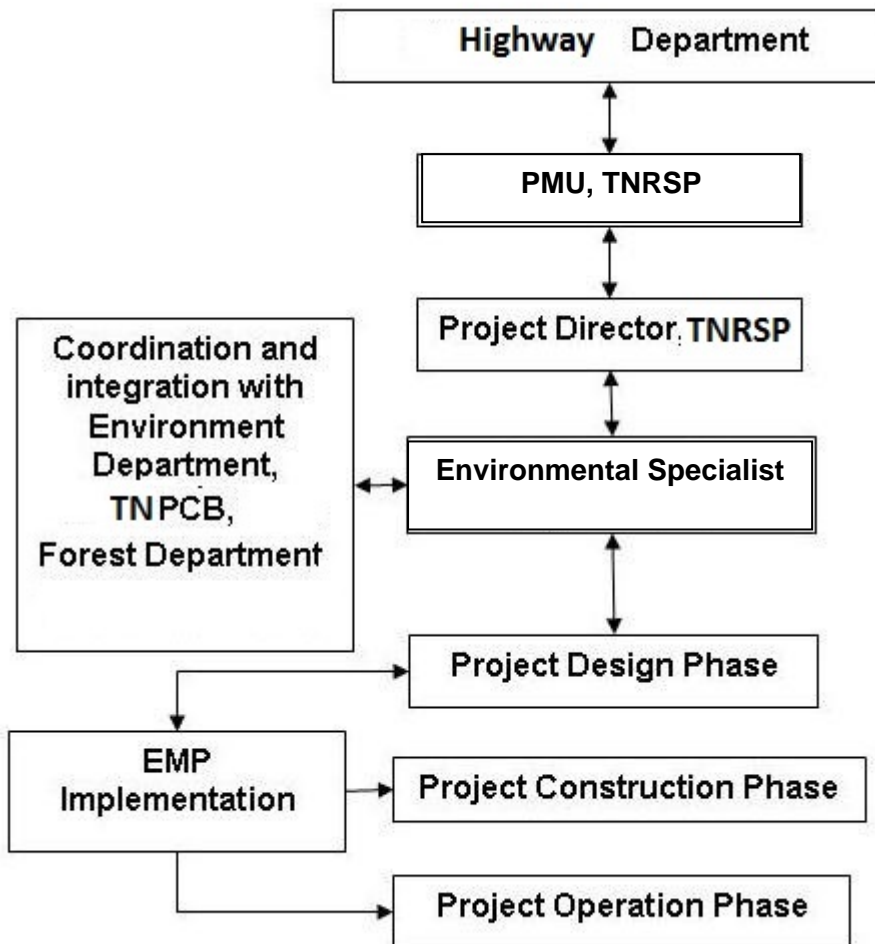 Highway Department
PMU, TNRSP
Project Director, TNRSP
Coordination and
integration with
Environment
Department,
TNPCB,
Forest Department
Environmental Specialist
Project Design Phase
EMP
Implementation
Project Construction Phase
Project Operation Phase